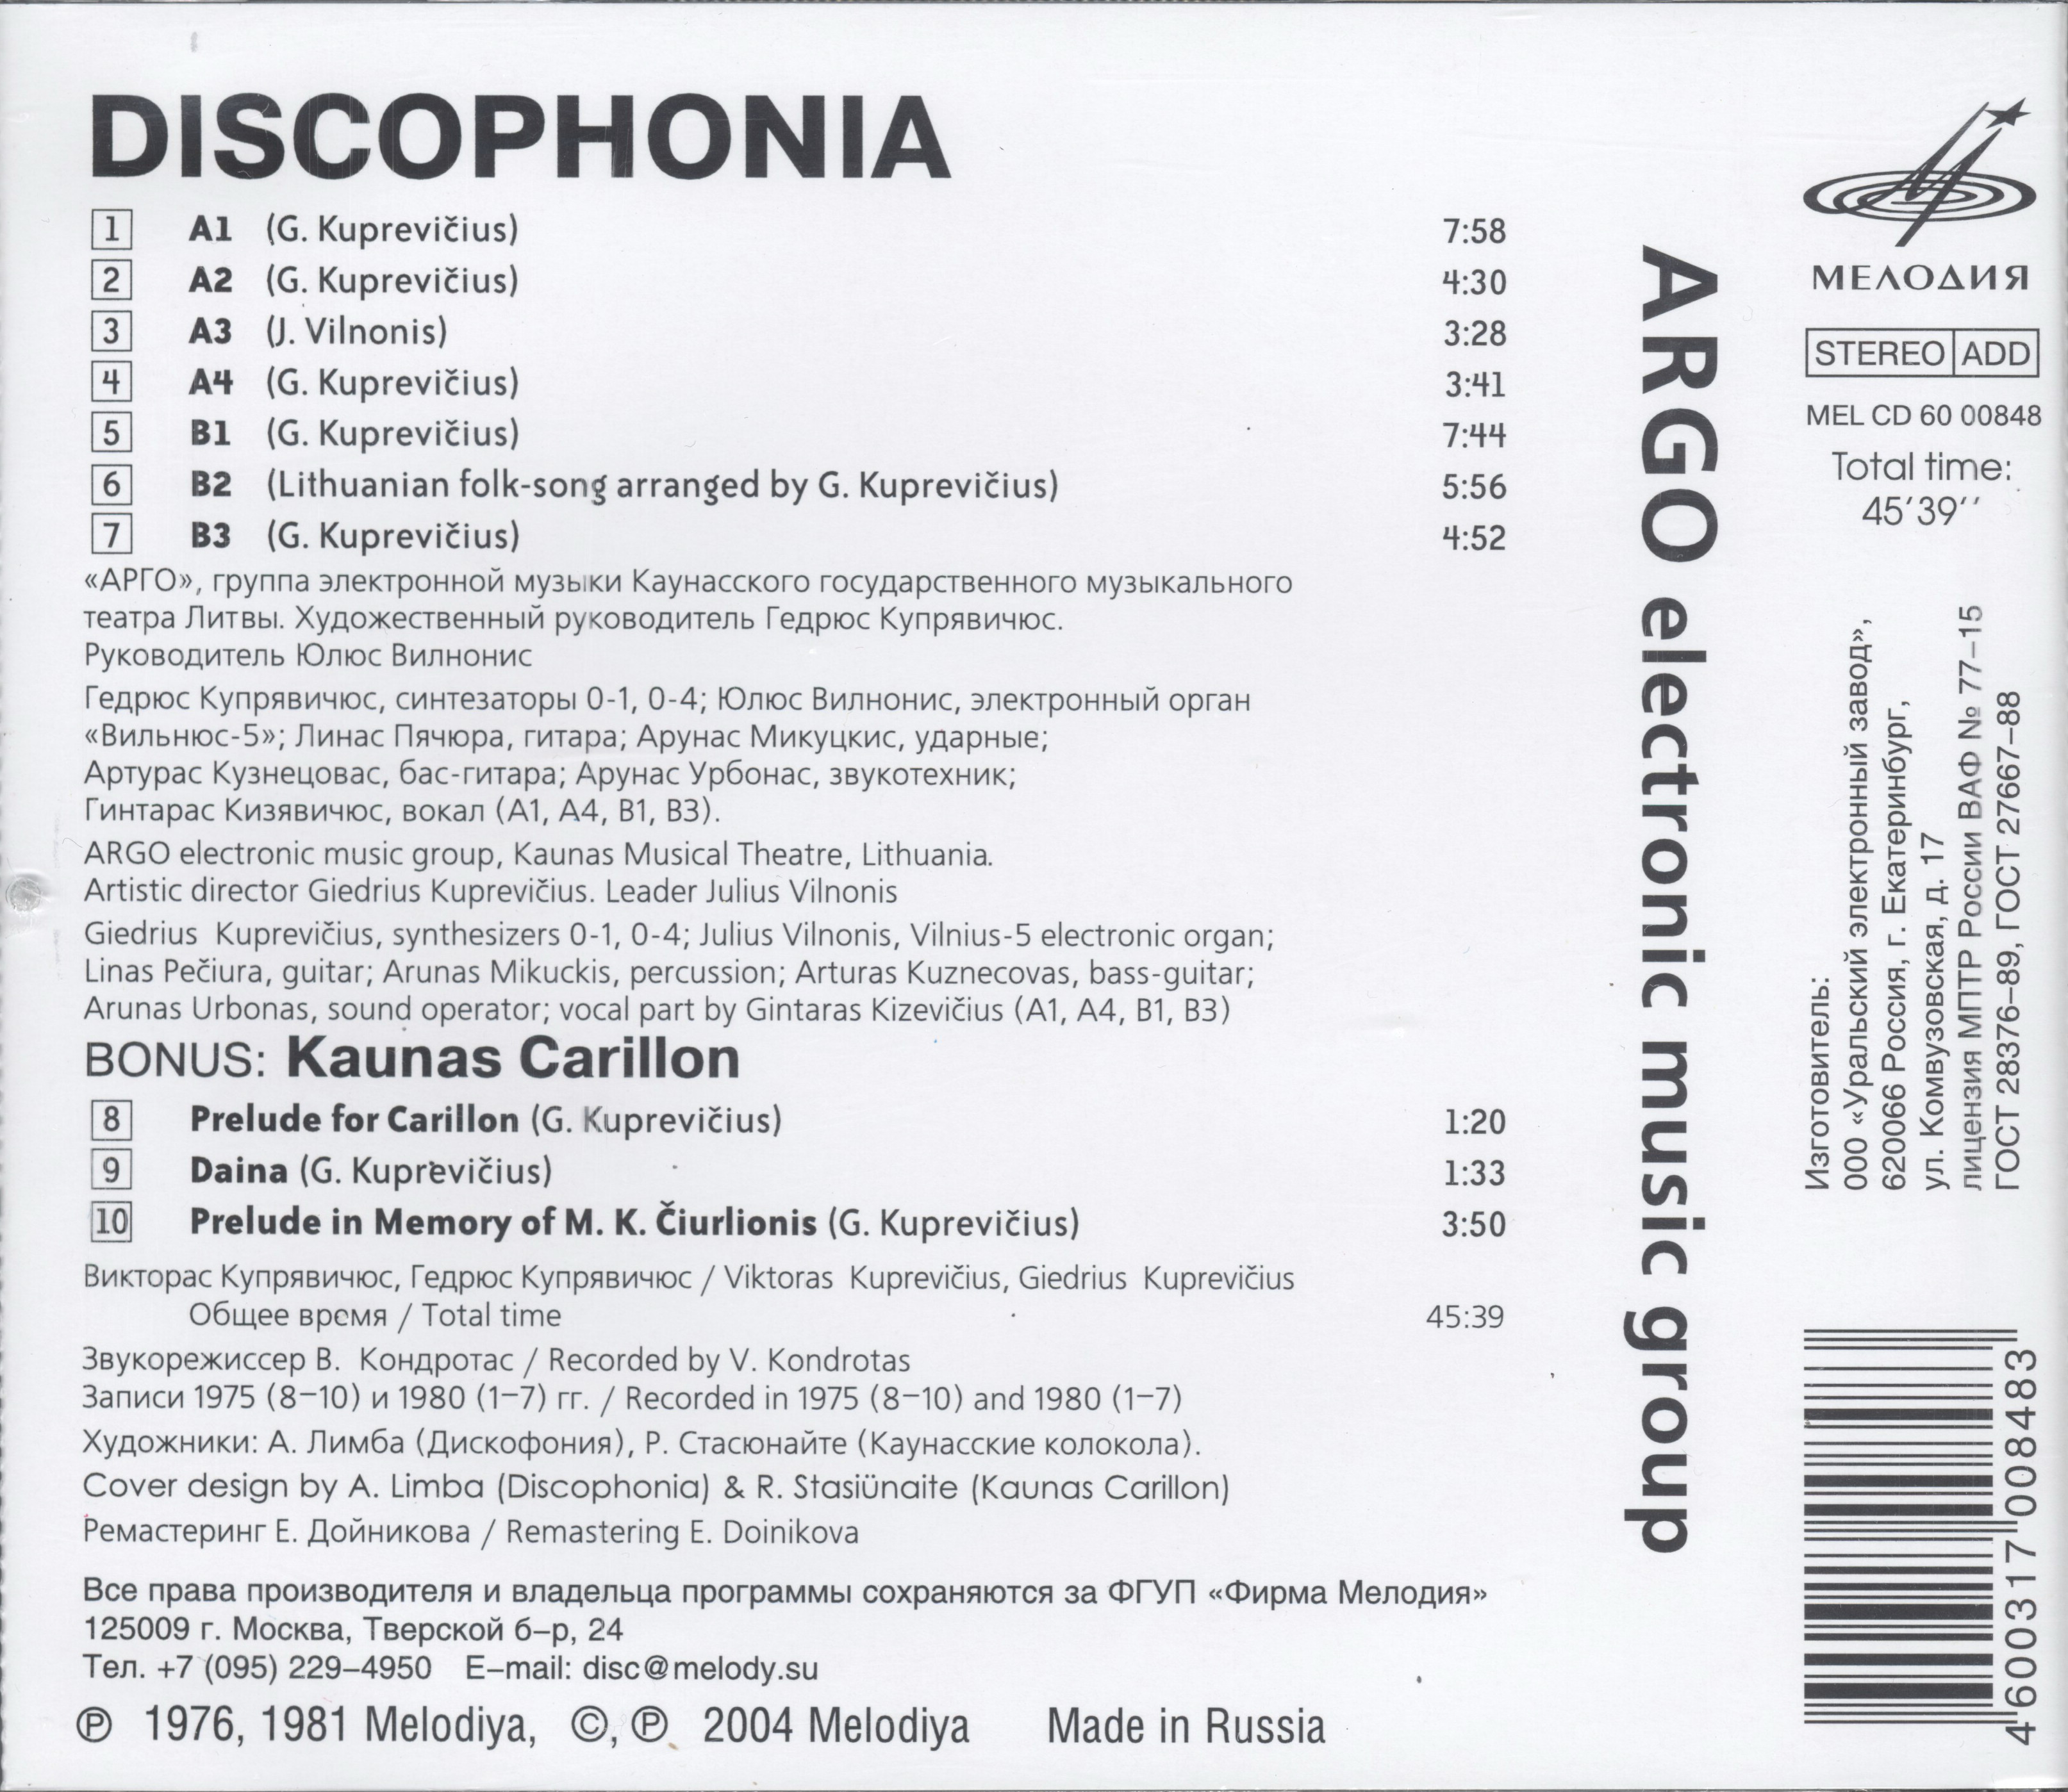 DISCOPHONIA
1 A1 (G. Kuprevičius) 7:58
2 A2 (G. Kuprevičius) 4:30
3 A3 (J. Vilnonis) 3:28
4 A4 (G. Kuprevičius) 3:41
5 B1 (G. Kuprevičius) 7:44
6 B2 (Lithuanian folk-song arranged by G. Kuprevičius) 5:56
7 B3 (G. Kuprevičius) 4:52
«АРГО», группа электронной музыки Каунасского государственного музыкального
театра Литвы. Художественный руководитель Гедрюс Купрявичюс.
Руководитель Юлюс Вилнонис
Гедрюс Купрявичюс, синтезаторы 0-1, 0-4; Юлюс Вилнонис, электронный орган
«Вильнюс-5»; Линас Пячюра, гитара; Арунас Микуцкис, ударные;
Артурас Кузнецовас, бас-гитара; Арунас Урбонас, звукотехник;
Гинтарас Кизявичюс, вокал (А1, А4, В1, В3).
ARGO electronic music group, Kaunas Musical Theatre, Lithuania.
Artistic director Giedrius Kuprevičius. Leader Julius Vilnonis
Giedrius Kuprevičius, synthesizers 0-1, 0-4; Julius Vilnonis, Vilnius-5 electronic organ;
Linas Pečiura, guitar; Arunas Mikuckis, percussion; Arturas Kuznecovas, bass-guitar;
Arunas Urbonas, sound operator; vocal part by Gintaras Kizevičius (A1, A4, B1, B3)
BONUS: Kaunas Carillon
8 Prelude for Carillon (G. Kuprevičius) 1:20
9 Daina (G. Kuprevičius) 1:33
10 Prelude in Memory of M. K. Čiurlionis (G. Kuprevičius) 3:50
Викторас Купрявичюс, Гедрюс Купрявичюс / Viktoras Kuprevičius, Giedrius Kuprevičius
Общее время / Total time 45:39
Звукорежиссер В. Кондротас / Recorded by V. Kondrotas
Записи 1975 (8–10) и 1980 (1–7) гг. / Recorded in 1975 (8–10) and 1980 (1–7)
Художники: А. Лимба (Дискофония), Р. Стасюнайте (Каунасские колокола).
Cover design by A. Limba (Discophonia) & R. Stasiünaite (Kaunas Carillon)
Ремастеринг Е. Дойникова / Remastering E. Doinikova
Все права производителя и владельца программы сохраняются за ФГУП «Фирма Мелодия»
125009 г. Москва, Тверской б–р, 24
Тел. +7 (095) 229–4950 E–mail: disc@melody.su
℗ 1976, 1981 Melodiya, ©, ℗ 2004 Melodiya Made in Russia
ARGO electronic music group
МЕЛОДИЯ
STEREO ADD
MEL CD 60 00848
Total time:
45'39''
Изготовитель:
ООО «Уральский электронный завод»,
620066 Россия, г. Екатеринбург,
ул. Комвузовская, д. 17
лицензия МПТР России ВАФ № 77–15
ГОСТ 28376–89, ГОСТ 27667–88
4 600317 008483